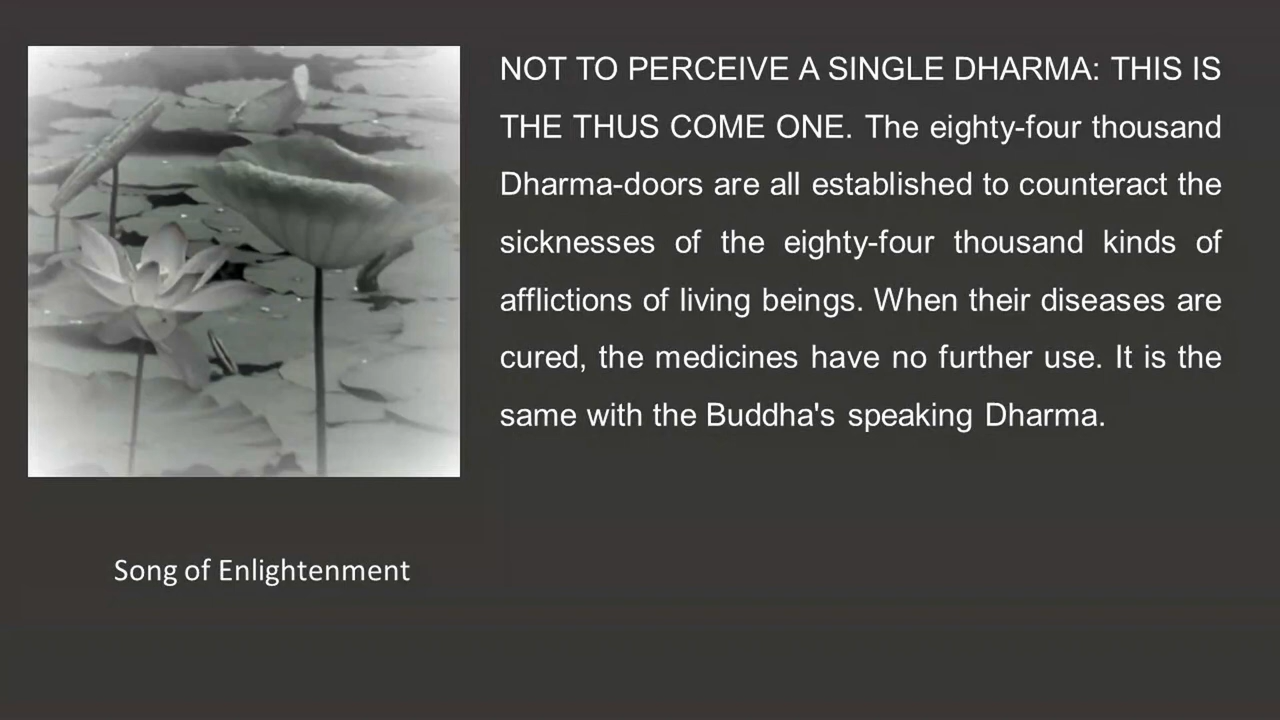 NOT TO PERCEIVE A SINGLE DHARMA: THIS IS
THE THUS COME ONE. The eighty-four thousand
Dharma-doors are all established to counteract the
sicknesses of the eighty-four thousand kinds of
afflictions of living beings. When their diseases are
cured, the medicines have no further use. It is the
same with the Buddha's speaking Dharma.
Song of Enlightenment